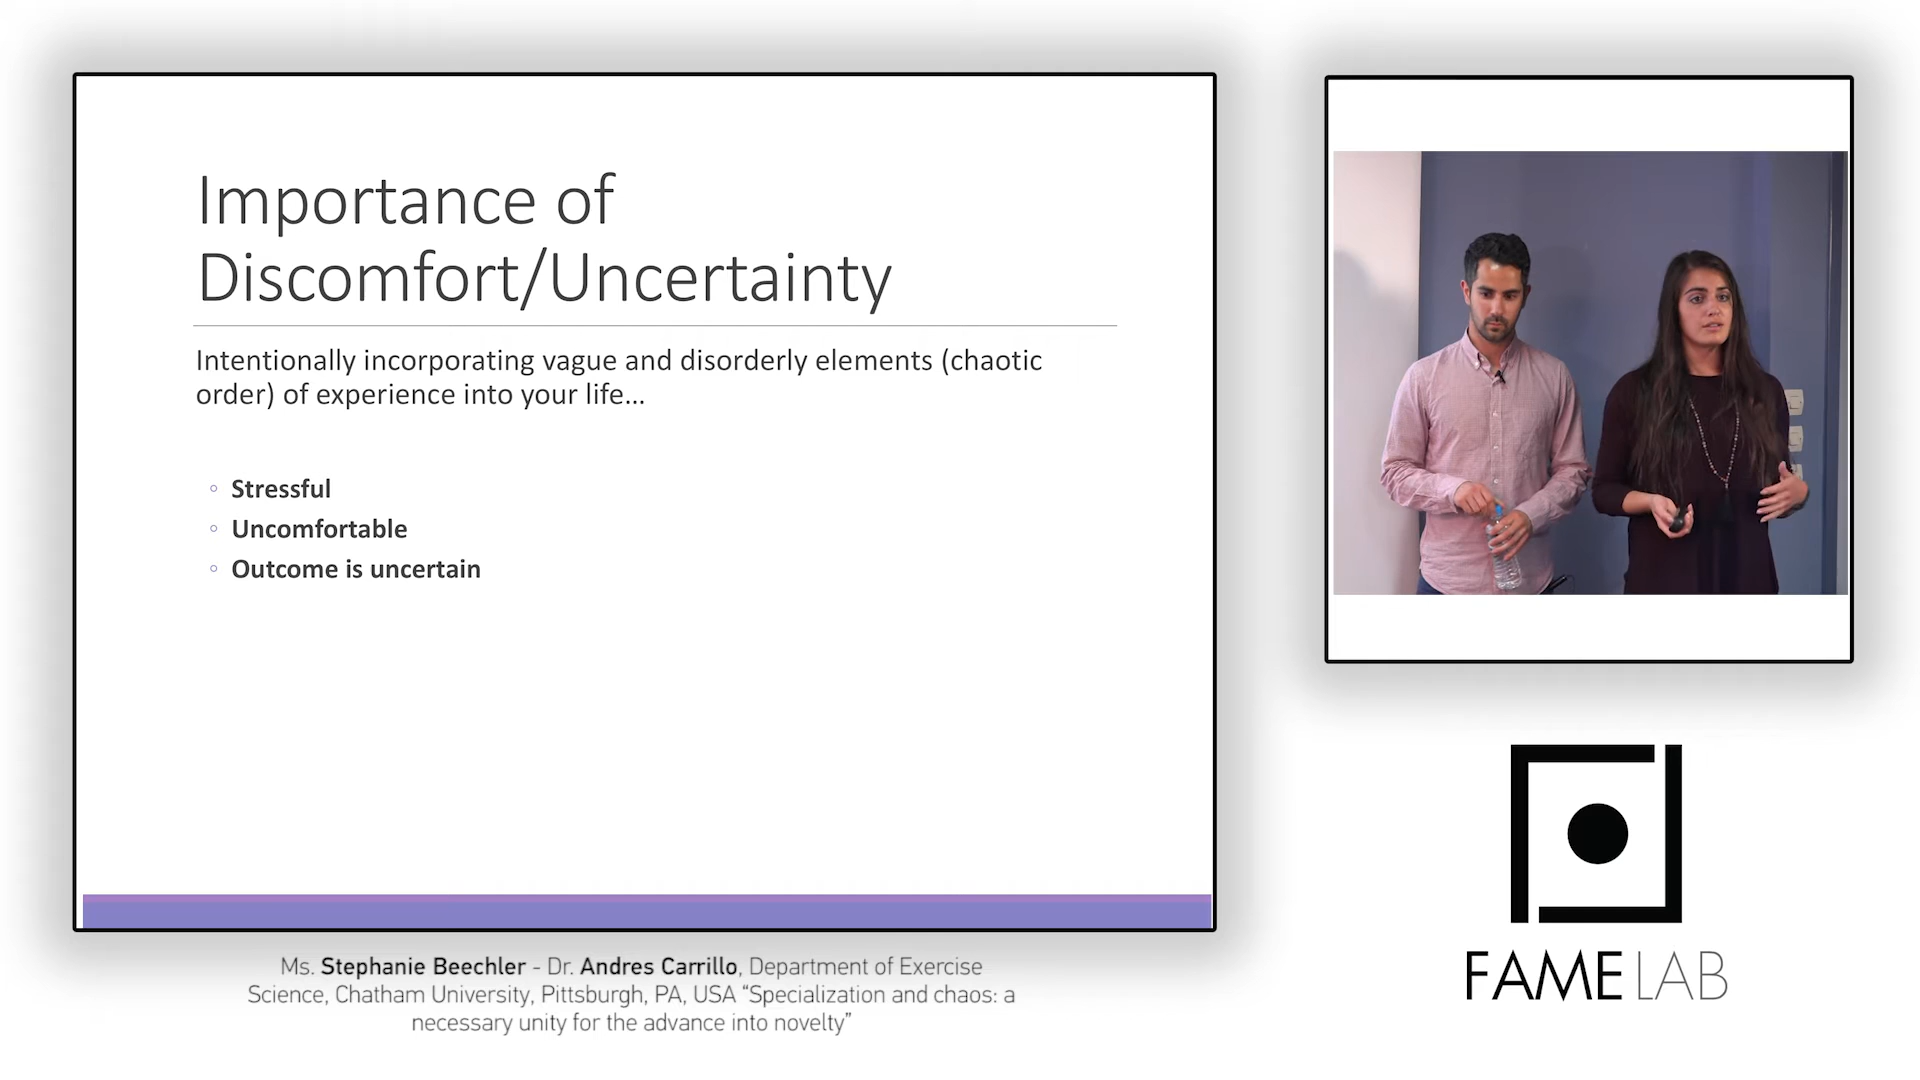 Importance of
Discomfort/Uncertainty
Intentionally incorporating vague and disorderly elements (chaotic
order) of experience into your life…
Stressful
Uncomfortable
Outcome is uncertain
Ms. Stephanie Beechler - Dr. Andres Carrillo, Department of Exercise
Science, Chatham University, Pittsburgh, PA, USA “Specialization and chaos: a
necessary unity for the advance into novelty”
FAME LAB